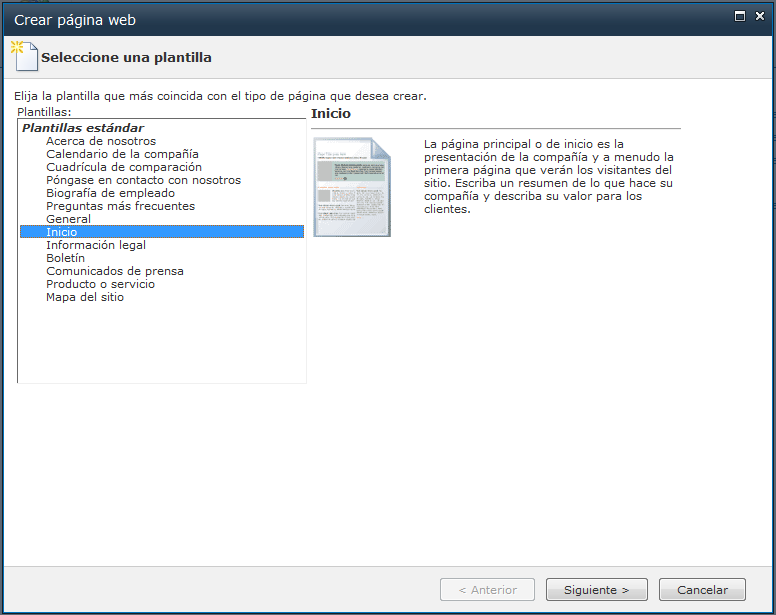 Crear página web
Seleccione una plantilla
Elija la plantilla que más coincida con el tipo de página que desea crear.
Plantillas:
Plantillas estándar
Acerca de nosotros
Calendario de la compañía
Cuadrícula de comparación
Póngase en contacto con nosotros
Biografía de empleado
Preguntas más frecuentes
General
Inicio
Información legal
Boletín
Comunicados de prensa
Producto o servicio
Mapa del sitio
Inicio
La página principal o de inicio es la
presentación de la compañía y a menudo la
primera página que verán los visitantes del
sitio. Escriba un resumen de lo que hace su
compañía y describa su valor para los
clientes.
< Anterior
Siguiente >
Cancelar